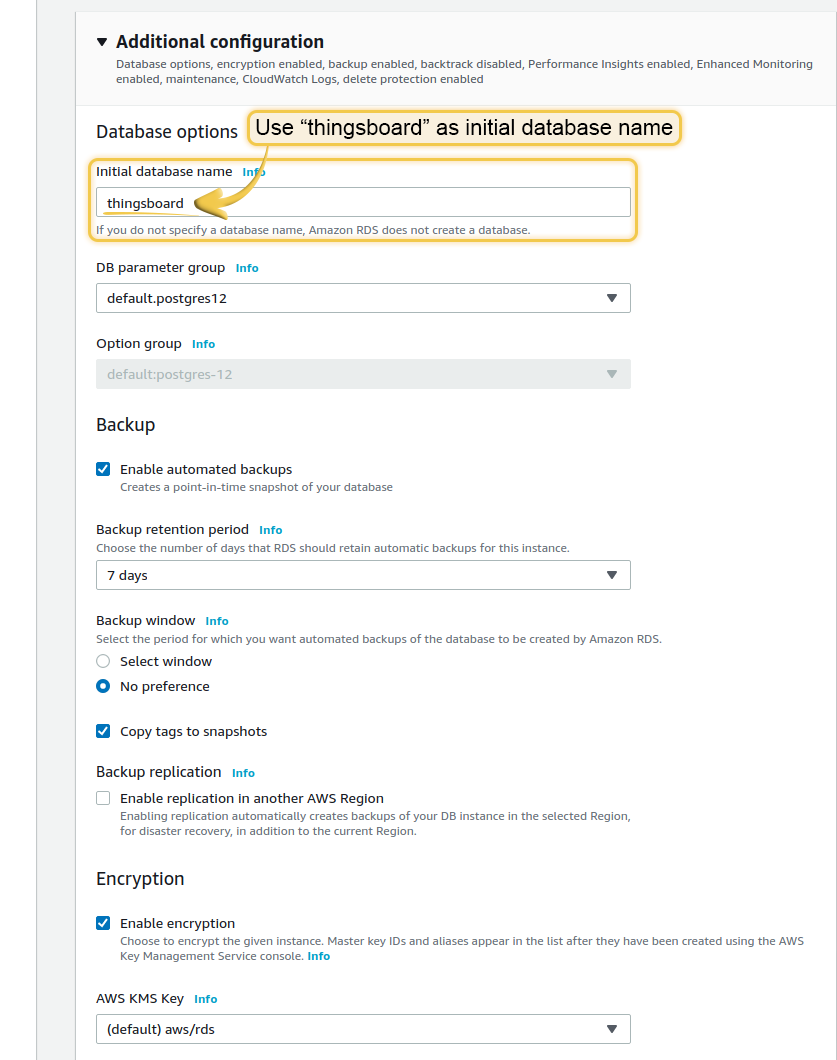 Additional configuration
Database options, encryption enabled, backup enabled, backtrack disabled, Performance Insights enabled, Enhanced Monitoring
enabled, maintenance, CloudWatch Logs, delete protection enabled
Database options
Use “thingsboard” as initial database name
Initial database name Info
thingsboard
If you do not specify a database name, Amazon RDS does not create a database.
DB parameter group Info
default.postgres12
Option group Info
default:postgres-12
Backup
Enable automated backups
Creates a point-in-time snapshot of your database
Backup retention period Info
Choose the number of days that RDS should retain automatic backups for this instance.
7 days
Backup window Info
Select the period for which you want automated backups of the database to be created by Amazon RDS.
Select window
No preference
Copy tags to snapshots
Backup replication Info
Enable replication in another AWS Region
Enabling replication automatically creates backups of your DB instance in the selected Region,
for disaster recovery, in addition to the current Region.
Encryption
Enable encryption
Choose to encrypt the given instance. Master key IDs and aliases appear in the list after they have been created using the AWS
Key Management Service console. Info
AWS KMS Key Info
(default) aws/rds